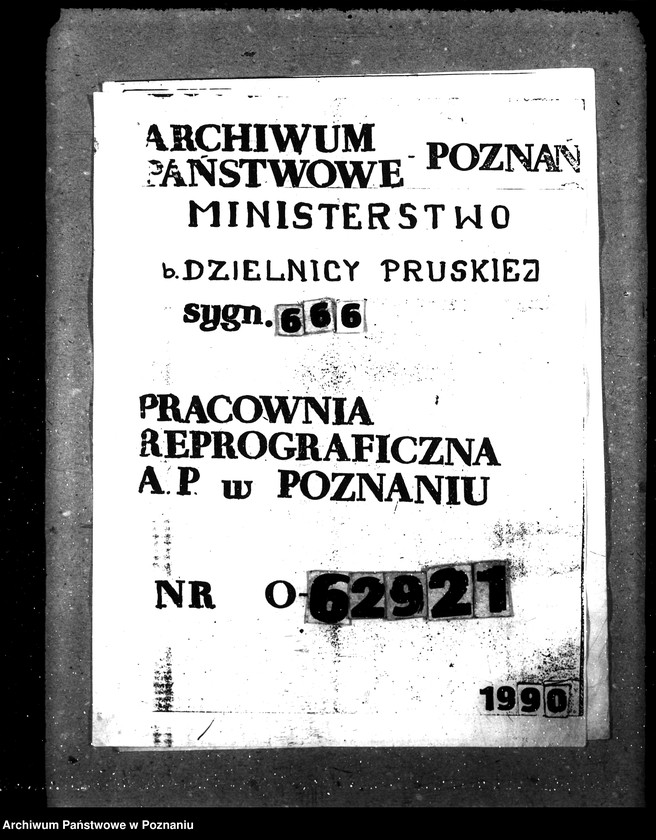 ARCHIWUM
PAŃSTWOWE - POZNAŃ
MINISTERSTWO
b. DZIELNICY PRUSKIEJ
sygn. 666
PRACOWNIA
REPROGRAFICZNA
A. P. w POZNANIU
NR O-62921
1990
Archiwum Państwowe w Poznaniu